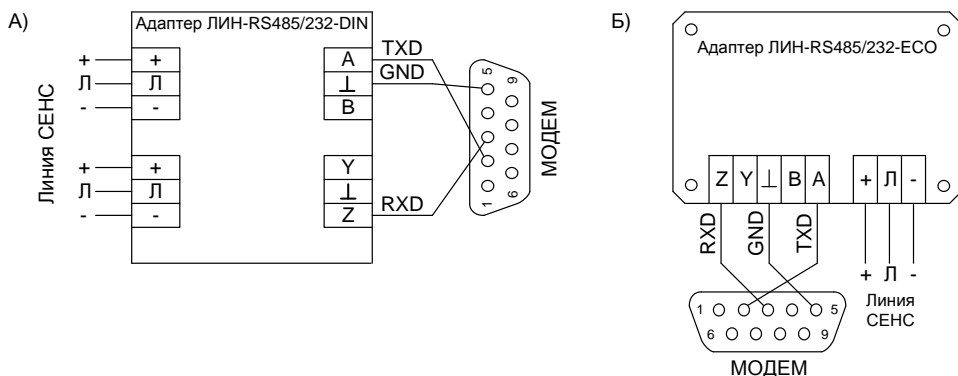 А)
Адаптер ЛИН-RS485/232-DIN
Линия СЕНС
+ +
Л Л
- -
+ +
Л Л
- -
A
⊥
B
Y
⊥
Z
TXD
GND
RXD
5
9
1
6
МОДЕМ
Б)
Адаптер ЛИН-RS485/232-ECO
Z Y ⊥ B A
+ Л -
RXD
GND
TXD
+ Л -
Линия
СЕНС
1 5
6 9
МОДЕМ